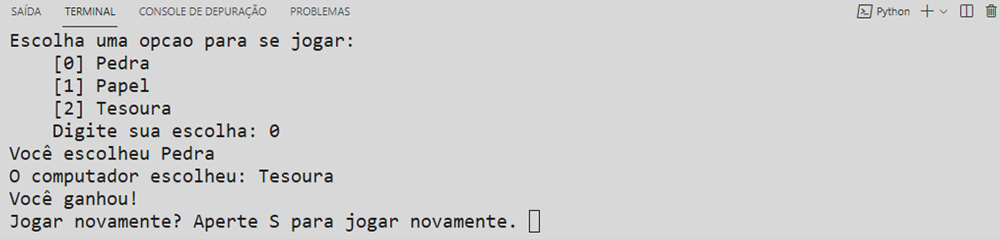 SAÍDA TERMINAL CONSOLE DE DEPURAÇÃO PROBLEMAS Python
Escolha uma opcao para se jogar:
[0] Pedra
[1] Papel
[2] Tesoura
Digite sua escolha: 0
Você escolheu Pedra
O computador escolheu: Tesoura
Você ganhou!
Jogar novamente? Aperte S para jogar novamente.